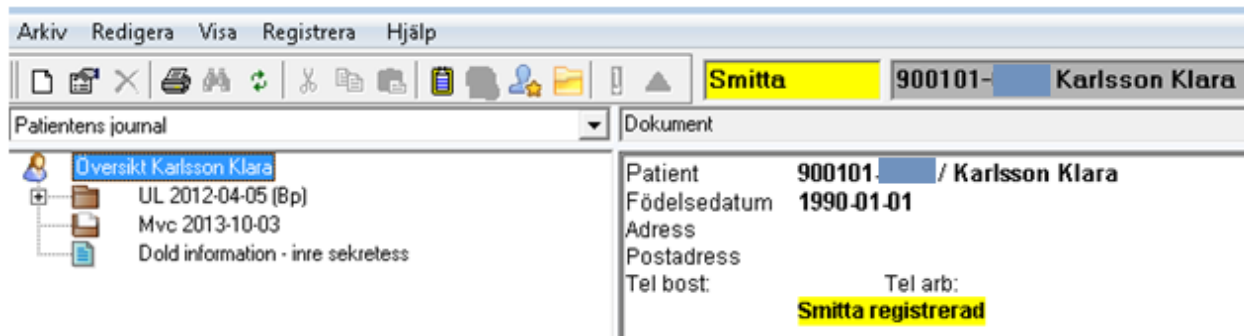 Arkiv Redigera Visa Registrera Hjälp
Smitta 900101- Karlsson Klara
Patientens journal
Dokument
Översikt Karlsson Klara
UL 2012-04-05 (Bp)
Mvc 2013-10-03
Dold information - inre sekretess
Patient 900101- / Karlsson Klara
Födelsedatum 1990-01-01
Adress
Postadress
Tel bost: Tel arb:
Smitta registrerad